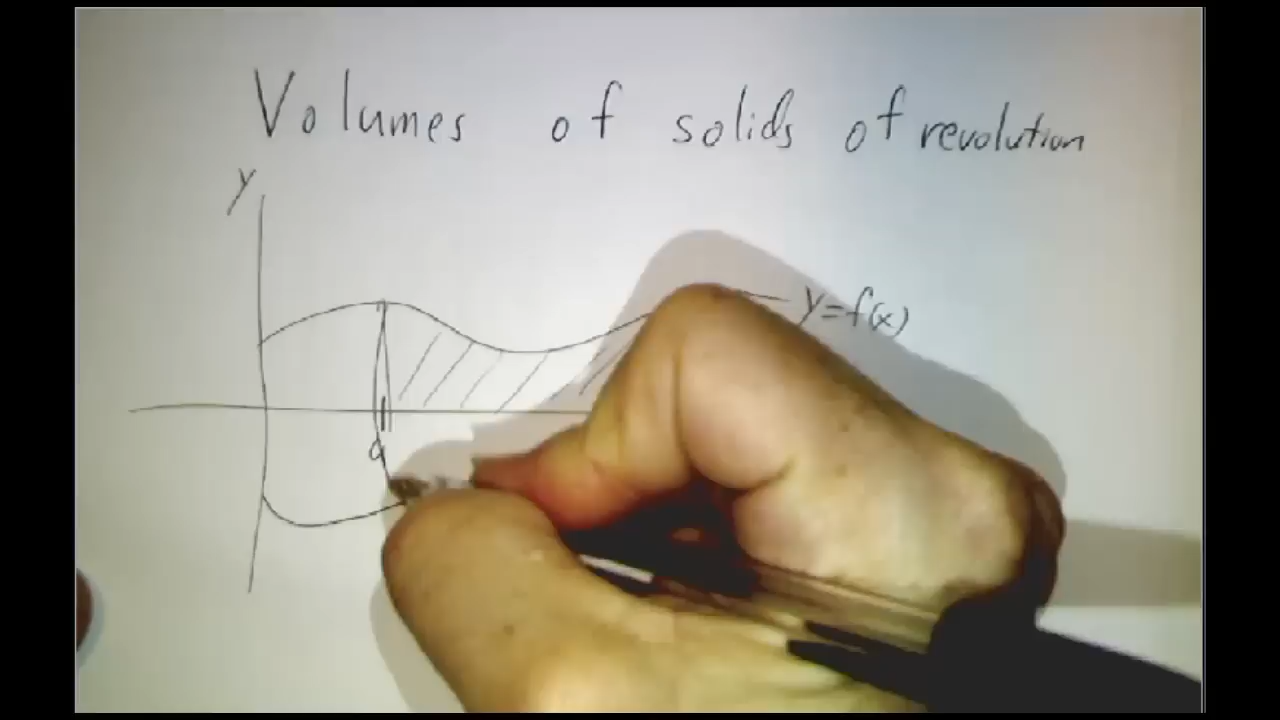 Volumes of solids of revolution
y
y=f(x)
a